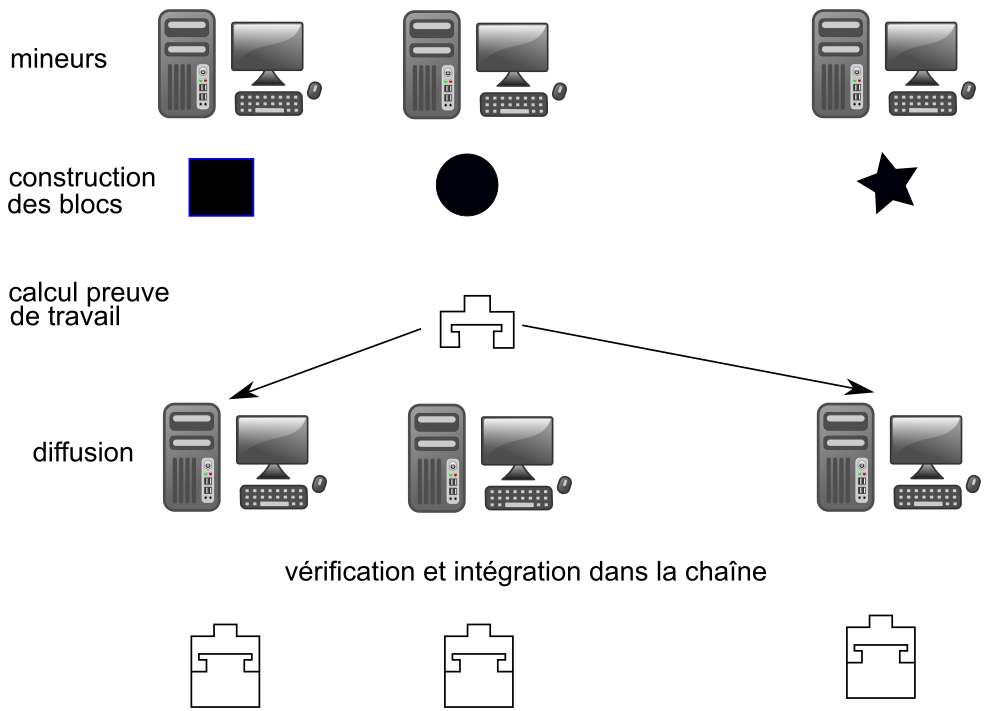 mineurs
construction
des blocs
calcul preuve
de travail
diffusion
vérification et intégration dans la chaîne